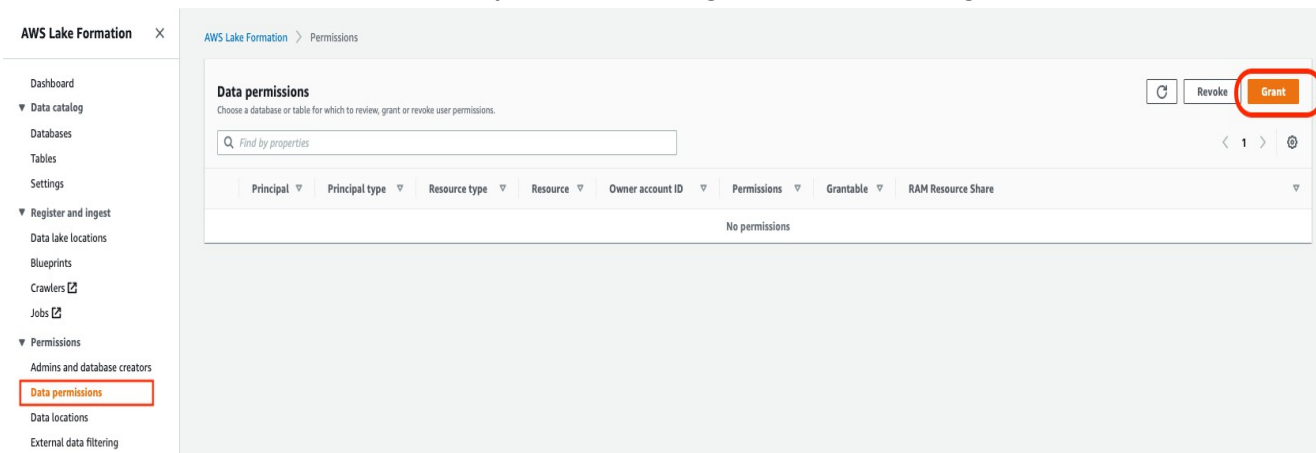 AWS Lake Formation
AWS Lake Formation > Permissions
Dashboard
Data catalog
Databases
Tables
Settings
Register and ingest
Data lake locations
Blueprints
Crawlers
Jobs
Permissions
Admins and database creators
Data permissions
Data locations
External data filtering
Data permissions
Choose a database or table for which to review, grant or revoke user permissions.
Revoke Grant
Find by properties
< 1 >
Principal Principal type Resource type Resource Owner account ID Permissions Grantable RAM Resource Share
No permissions